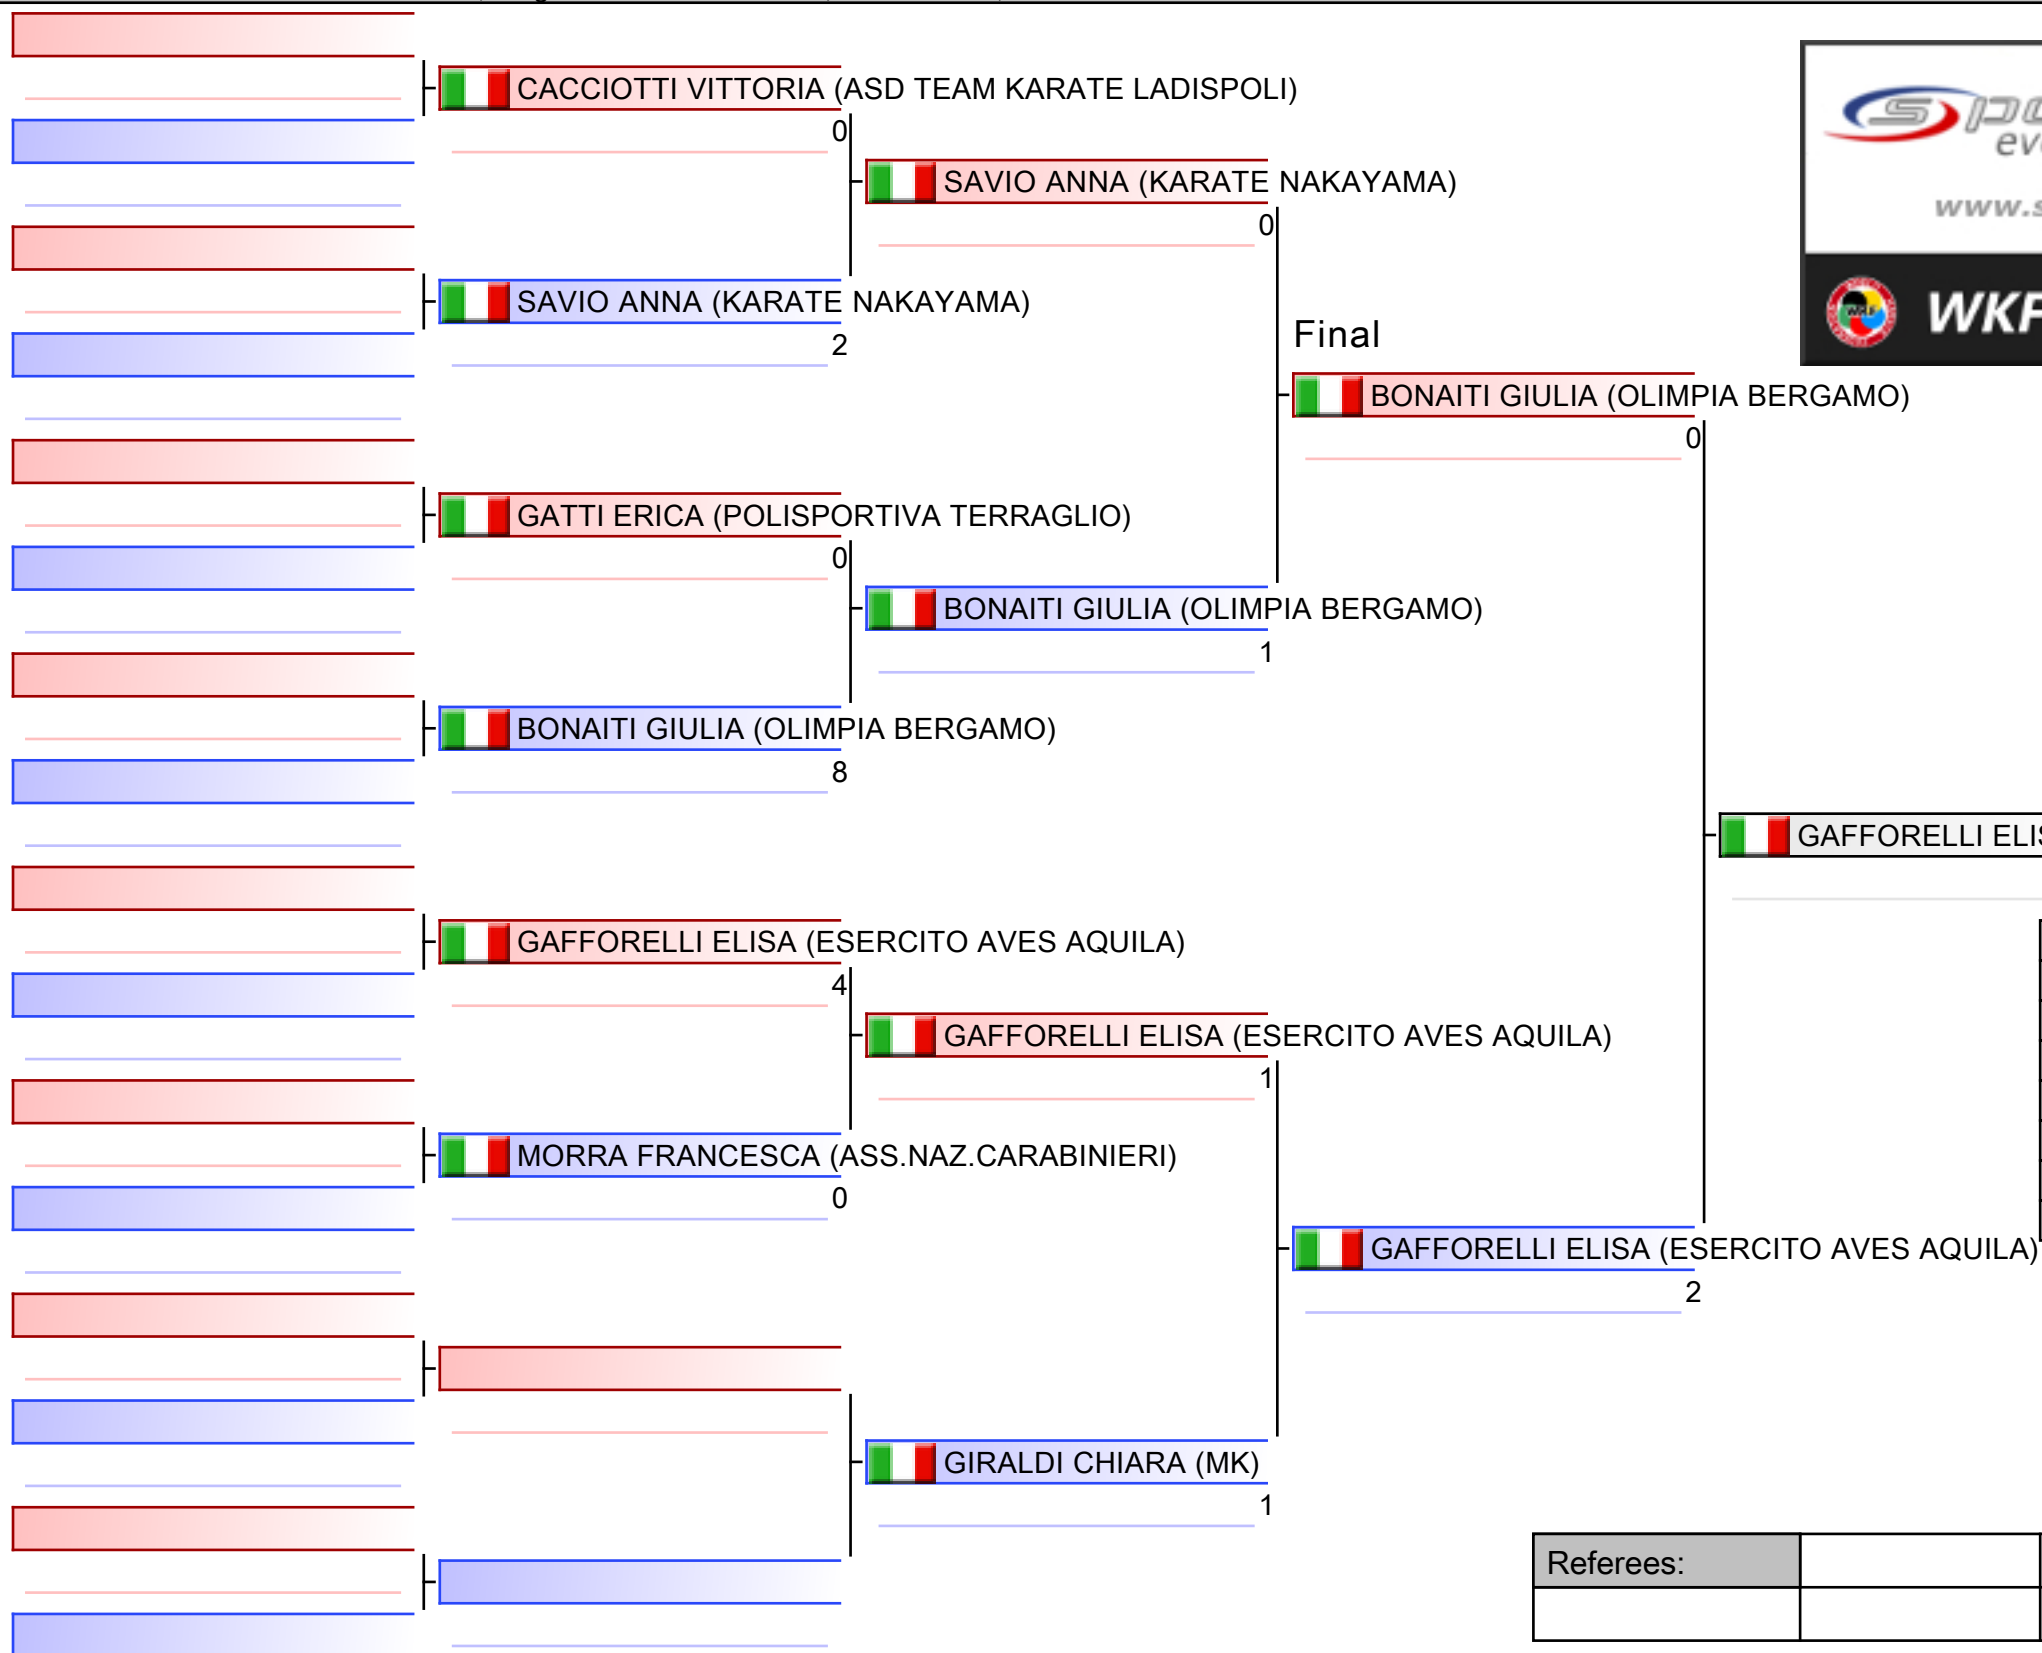 CACCIOTTI VITTORIA (ASD TEAM KARATE LADISPOLI)
0
SAVIO ANNA (KARATE NAKAYAMA)
0
SAVIO ANNA (KARATE NAKAYAMA)
2
Final
BONAITI GIULIA (OLIMPIA BERGAMO)
0
GATTI ERICA (POLISPORTIVA TERRAGLIO)
0
BONAITI GIULIA (OLIMPIA BERGAMO)
1
BONAITI GIULIA (OLIMPIA BERGAMO)
8
GAFFORELLI
GAFFORELLI ELISA (ESERCITO AVES AQUILA)
4
GAFFORELLI ELISA (ESERCITO AVES AQUILA)
1
MORRA FRANCESCA (ASS.NAZ.CARABINIERI)
0
GAFFORELLI ELISA (ESERCITO AVES AQUILA)
2
GIRALDI CHIARA (MK)
1
Referees:
WKF